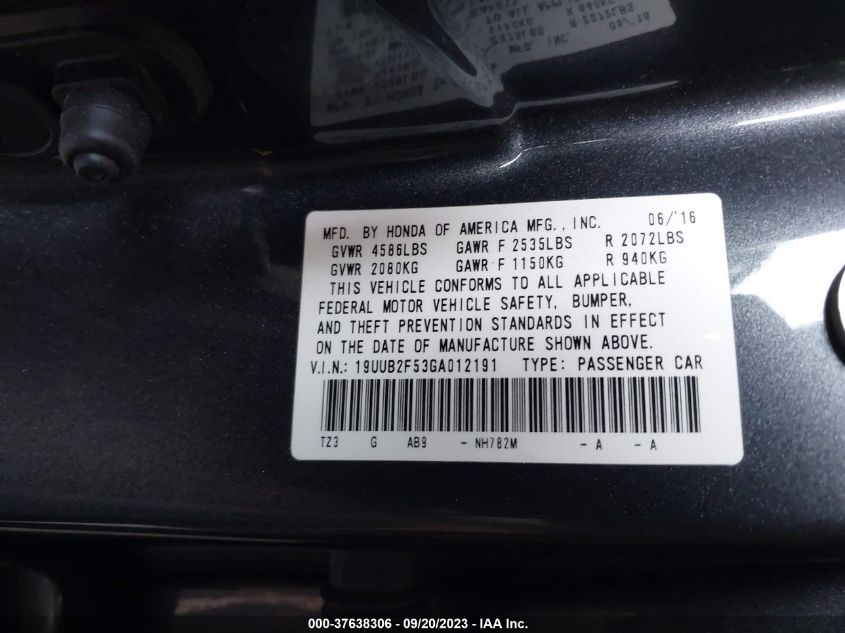 MFD. BY HONDA OF AMERICA MFG., INC. 06/'16
GVWR 4586LBS GAWR F 2535LBS R 2072LBS
GVWR 2080KG GAWR F 1150KG R 940KG
THIS VEHICLE CONFORMS TO ALL APPLICABLE
FEDERAL MOTOR VEHICLE SAFETY, BUMPER,
AND THEFT PREVENTION STANDARDS IN EFFECT
ON THE DATE OF MANUFACTURE SHOWN ABOVE.
V.I.N.: 19UUB2F53GA012191 TYPE: PASSENGER CAR
TZ3 G AB9 - NH782M - A - A
000-37638306 - 09/20/2023 - IAA Inc.